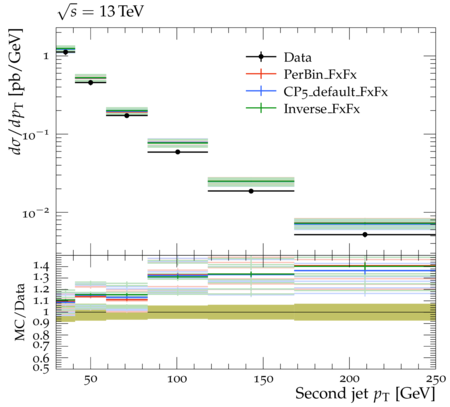 √s = 13 TeV
dσ/dpT [pb/GeV]
1
10⁻¹
10⁻²
Data
PerBin_FxFx
CP5_default_FxFx
Inverse_FxFx
MC/Data
1.4
1.3
1.2
1.1
1
0.9
0.8
0.7
0.6
0.5
50 100 150 200 250
Second jet pT [GeV]